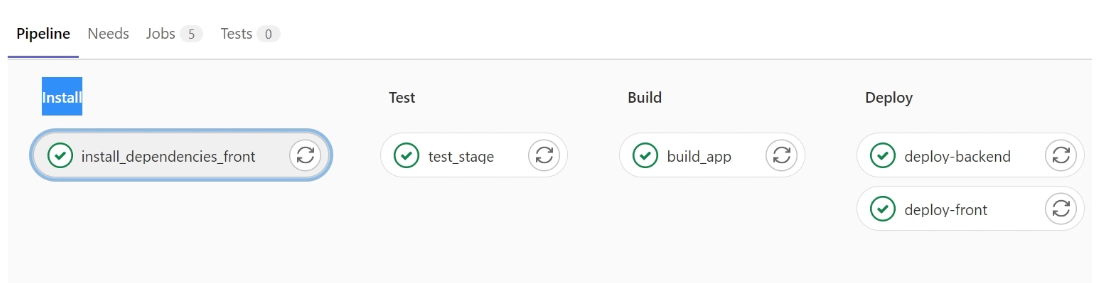 Pipeline Needs Jobs 5 Tests 0
Install Test Build Deploy
install_dependencies_front test_stage build_app deploy-backend
deploy-front